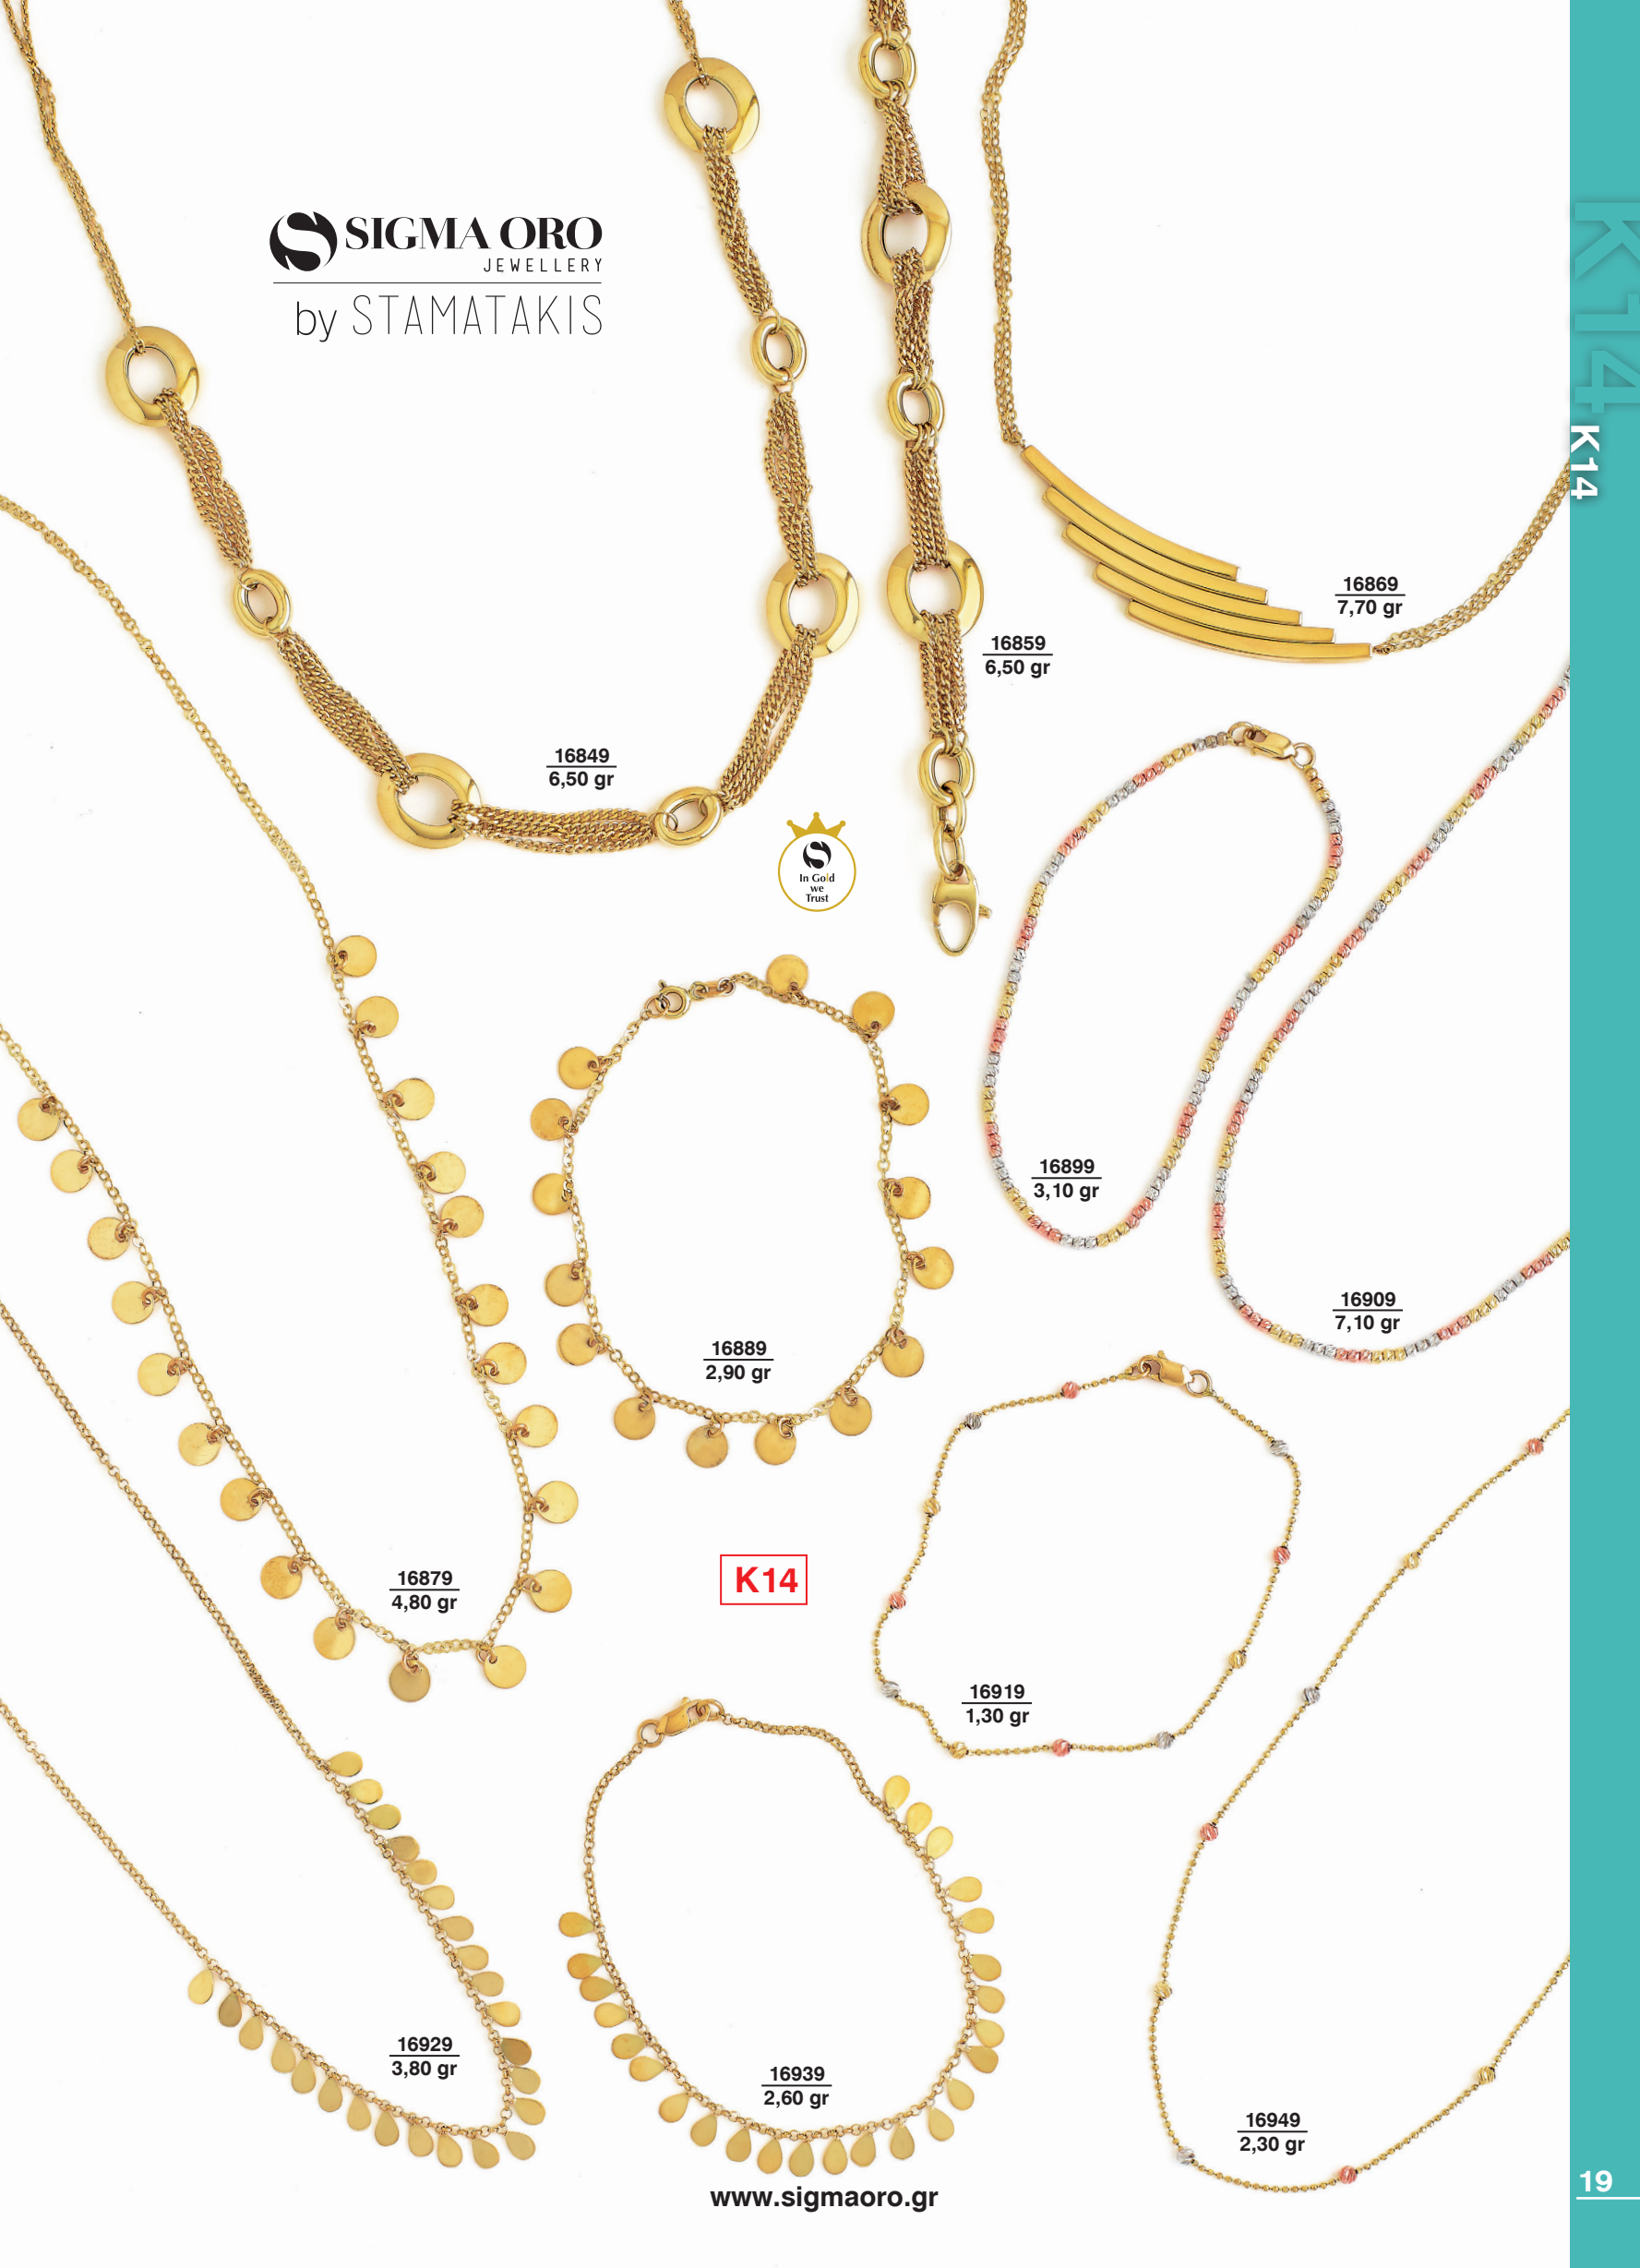 SIGMA ORO
JEWELLERY
by STAMATAKIS
K14
K14
16869
7,70 gr
16859
6,50 gr
16849
6,50 gr
In Gold
we
Trust
16899
3,10 gr
16909
7,10 gr
16889
2,90 gr
16879
4,80 gr
K14
16919
1,30 gr
16929
3,80 gr
16939
2,60 gr
16949
2,30 gr
www.sigmaoro.gr
19